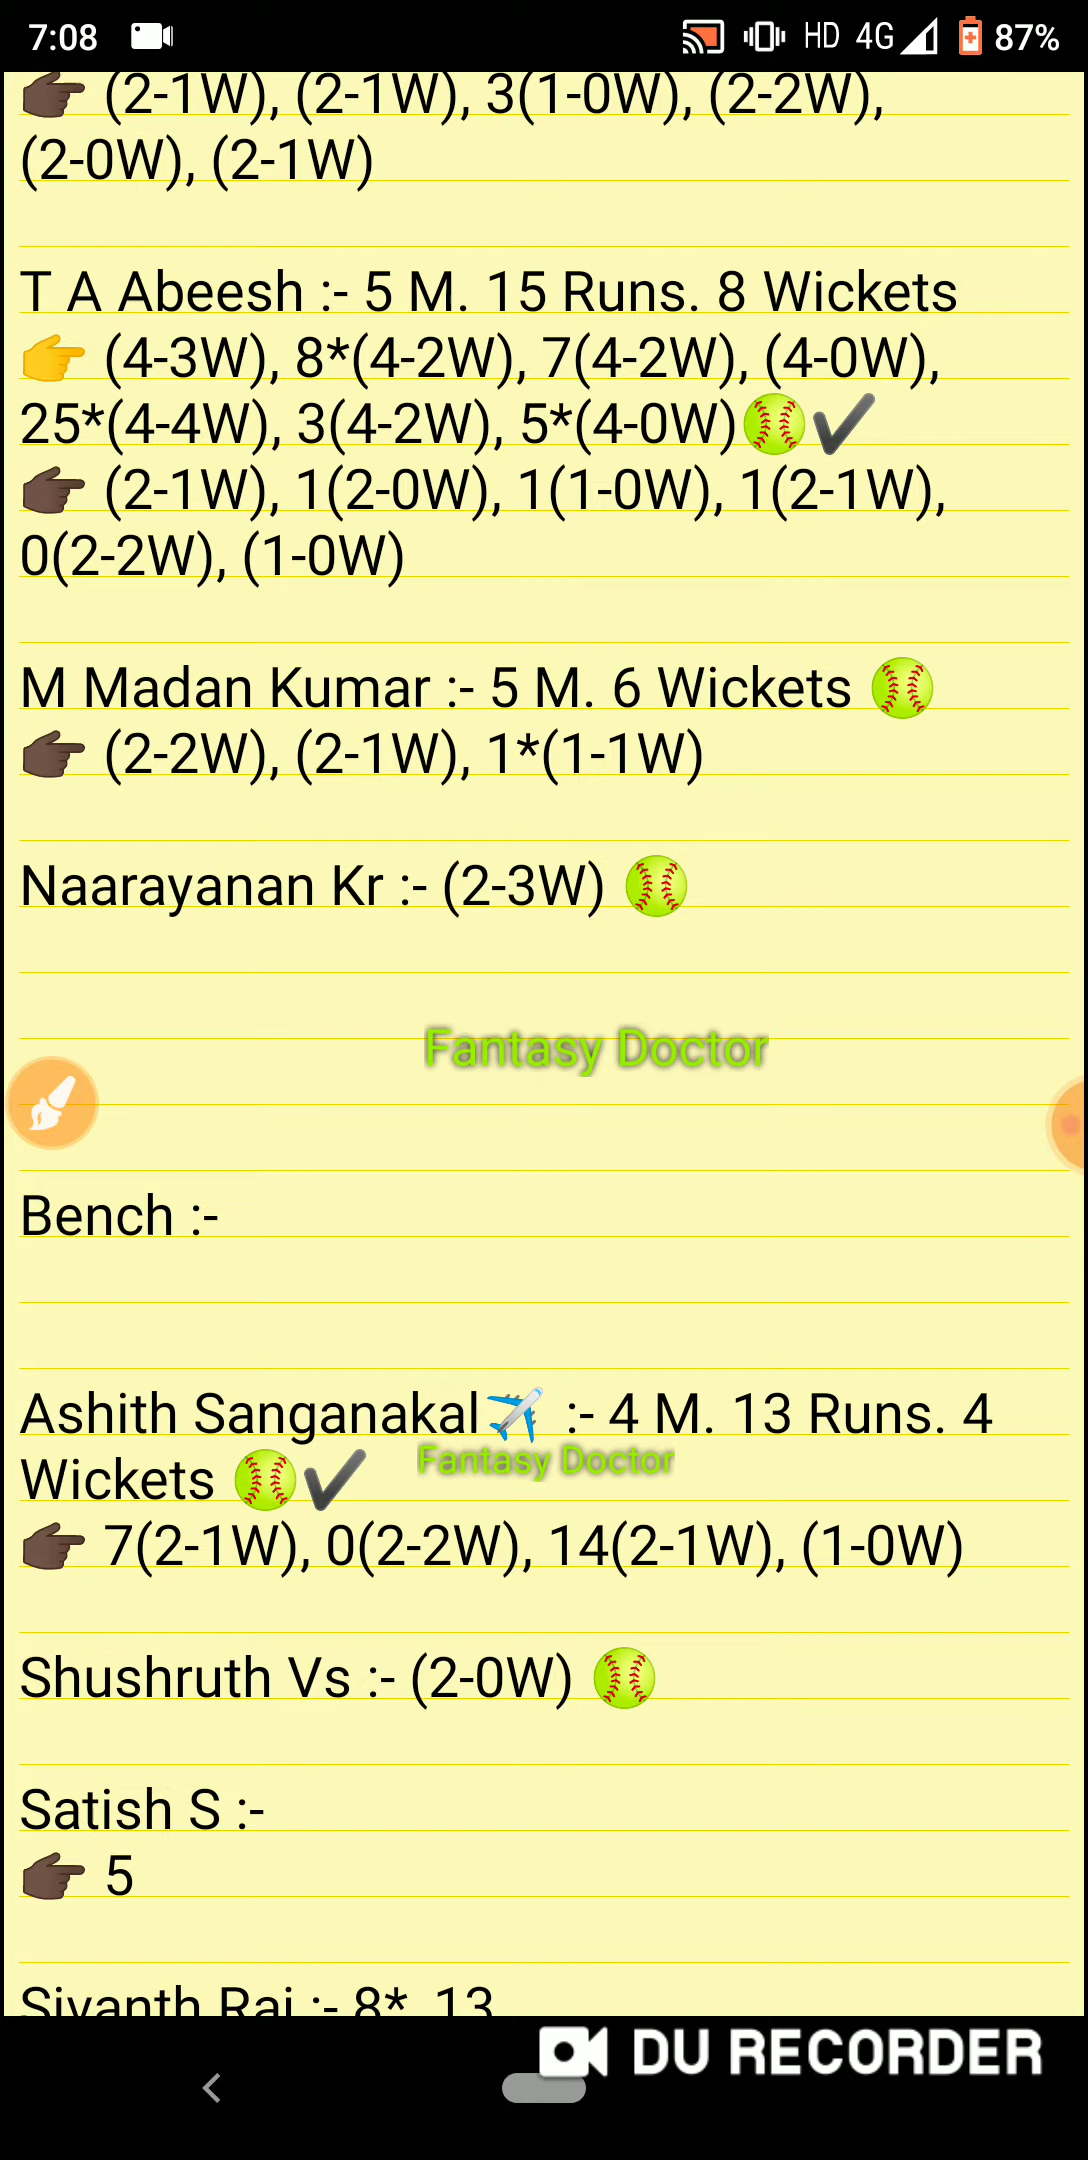 7:08 HD 4G 87%
👉🏿 (2-1W), (2-1W), 3(1-0W), (2-2W),
(2-0W), (2-1W)
T A Abeesh :- 5 M. 15 Runs. 8 Wickets
👉 (4-3W), 8*(4-2W), 7(4-2W), (4-0W),
25*(4-4W), 3(4-2W), 5*(4-0W)🥎✔
👉🏿 (2-1W), 1(2-0W), 1(1-0W), 1(2-1W),
0(2-2W), (1-0W)
M Madan Kumar :- 5 M. 6 Wickets 🥎
👉🏿 (2-2W), (2-1W), 1*(1-1W)
Naarayanan Kr :- (2-3W) 🥎
Fantasy Doctor
Bench :-
Ashith Sanganakal✈ :- 4 M. 13 Runs. 4
Wickets 🥎✔
Fantasy Doctor
👉🏿 7(2-1W), 0(2-2W), 14(2-1W), (1-0W)
Shushruth Vs :- (2-0W) 🥎
Satish S :-
👉🏿 5
Sivanth Rai :- 8*, 13
DU RECORDER